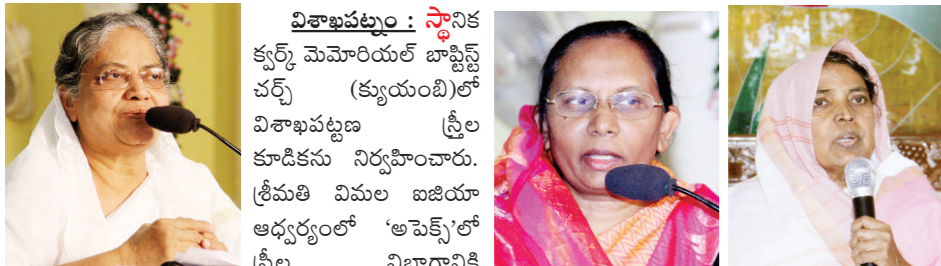 విశాఖపట్నం : స్థానిక
క్వర్క్ మెమోరియల్ బాప్టిస్ట్
చర్చ్ (క్యుయంబి)లో
విశాఖపట్టణ స్త్రీల
కూడికను నిర్వహించారు.
శ్రీమతి విమల ఐజియా
ఆధ్వర్యంలో ‘అపెక్స్’లో
స్త్రీల విభాగానికి